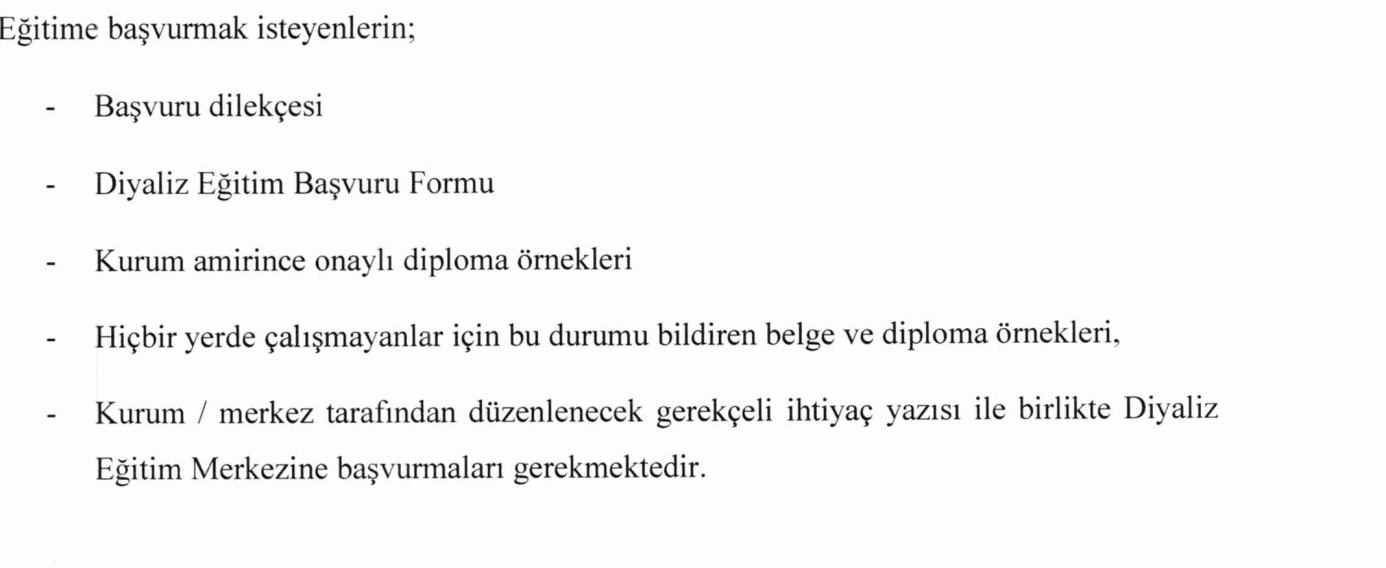 Eğitime başvurmak isteyenlerin;
- Başvuru dilekçesi
- Diyaliz Eğitim Başvuru Formu
- Kurum amirince onaylı diploma örnekleri
- Hiçbir yerde çalışmayanlar için bu durumu bildiren belge ve diploma örnekleri,
- Kurum / merkez tarafından düzenlenecek gerekçeli ihtiyaç yazısı ile birlikte Diyaliz
Eğitim Merkezine başvurmaları gerekmektedir.